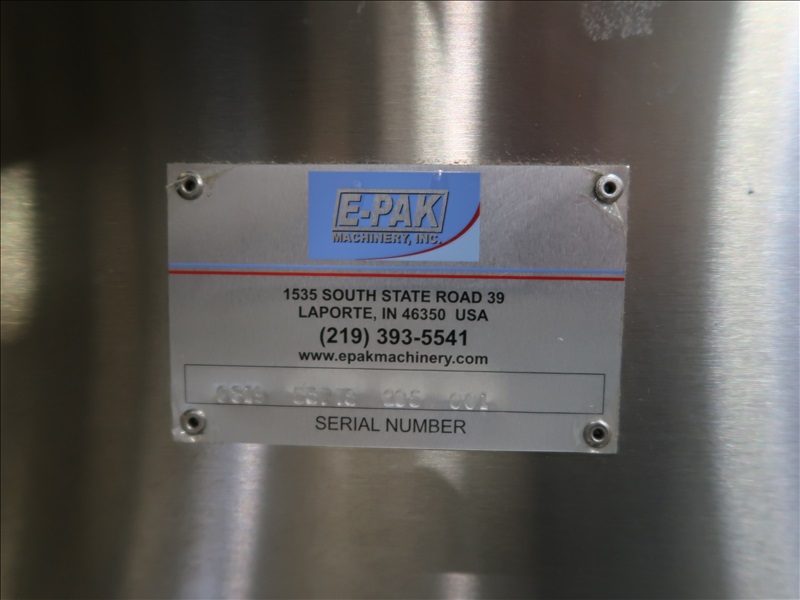 E-PAK
MACHINERY, INC.
1535 SOUTH STATE ROAD 39
LAPORTE, IN 46350 USA
(219) 393-5541
www.epakmachinery.com
001
SERIAL NUMBER